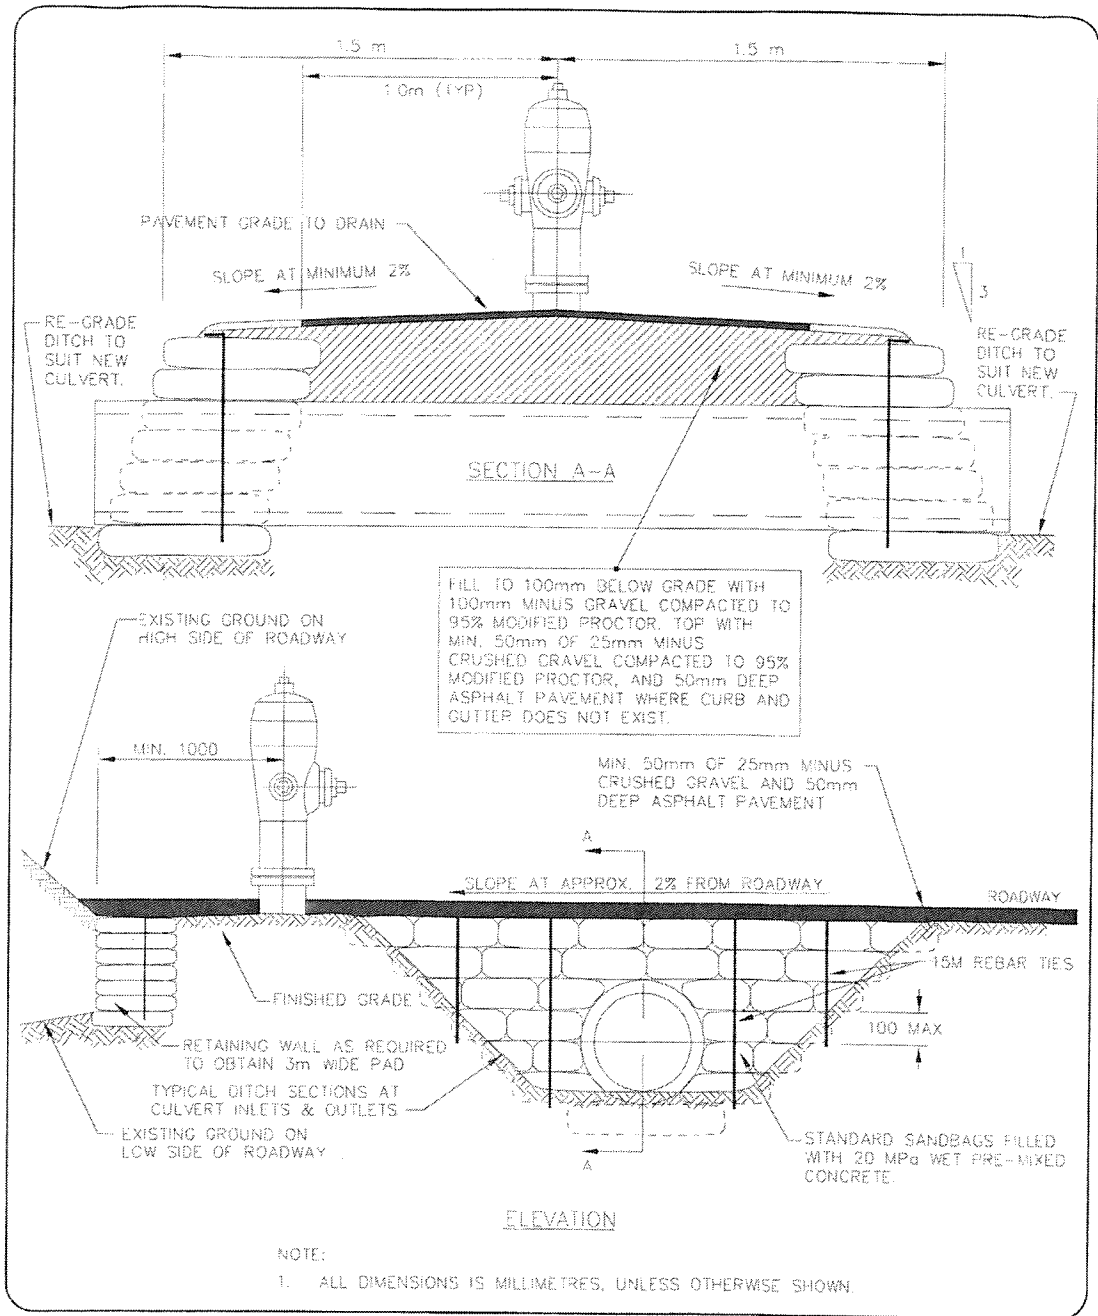 1.5 m
1.5 m
1.0m (TYP)
PAVEMENT GRADE TO DRAIN
SLOPE AT MINIMUM 2%
SLOPE AT MINIMUM 2%
1
3
RE-GRADE
DITCH TO
SUIT NEW
CULVERT.
RE-GRADE
DITCH TO
SUIT NEW
CULVERT.
SECTION A-A
FILL TO 100mm BELOW GRADE WITH
100mm MINUS GRAVEL COMPACTED TO
95% MODIFIED PROCTOR. TOP WITH
MIN. 50mm OF 25mm MINUS
CRUSHED GRAVEL COMPACTED TO 95%
MODIFIED PROCTOR, AND 50mm DEEP
ASPHALT PAVEMENT WHERE CURB AND
GUTTER DOES NOT EXIST.
EXISTING GROUND ON
HIGH SIDE OF ROADWAY
MIN. 1000
MIN. 50mm OF 25mm MINUS
CRUSHED GRAVEL AND 50mm
DEEP ASPHALT PAVEMENT
A
SLOPE AT APPROX. 2% FROM ROADWAY
ROADWAY
15M REBAR TIES
FINISHED GRADE
100 MAX
RETAINING WALL AS REQUIRED
TO OBTAIN 3m WIDE PAD
TYPICAL DITCH SECTIONS AT
CULVERT INLETS & OUTLETS
EXISTING GROUND ON
LOW SIDE OF ROADWAY
A
STANDARD SANDBAGS FILLED
WITH 20 MPa WET PRE-MIXED
CONCRETE.
ELEVATION
NOTE:
1. ALL DIMENSIONS IS MILLIMETRES, UNLESS OTHERWISE SHOWN.